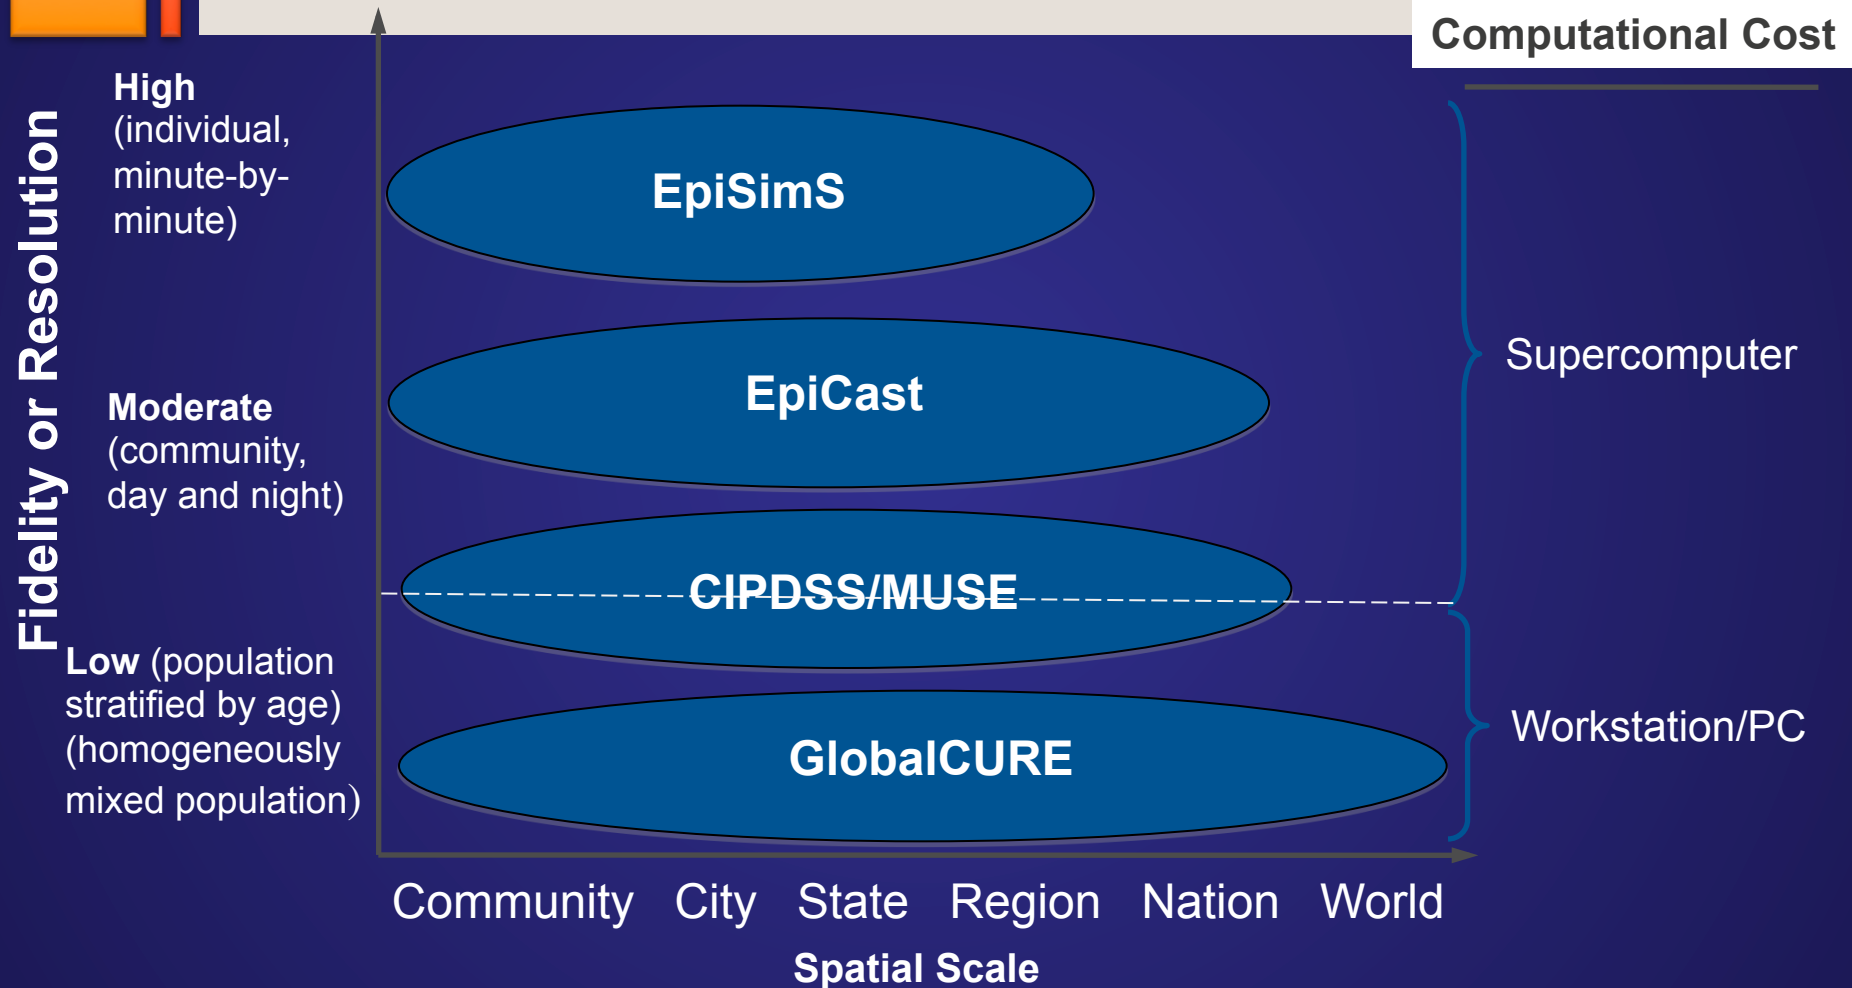 Computational Cost
Fidelity or Resolution
High
(individual,
minute-by-
minute)
EpiSimS
Supercomputer
Moderate
(community,
day and night)
EpiCast
CIPDSS/MUSE
Low (population
stratified by age)
(homogeneously
mixed population)
GlobalCURE
Workstation/PC
Community City State Region Nation World
Spatial Scale